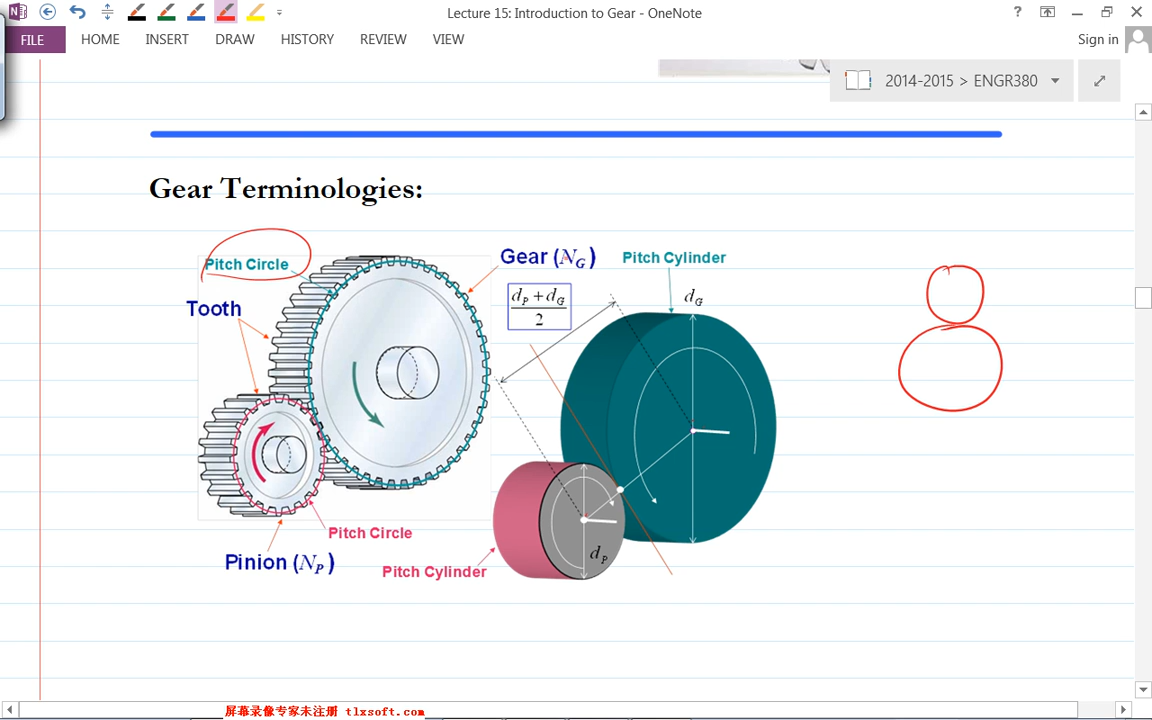 Lecture 15: Introduction to Gear - OneNote
?
FILE HOME INSERT DRAW HISTORY REVIEW VIEW
Sign in
2014-2015 > ENGR380
Gear Terminologies:
Pitch Circle
Gear (N_G)
Pitch Cylinder
Tooth
d_P + d_G
2
d_G
Pitch Circle
d_P
Pinion (N_P)
Pitch Cylinder
屏幕录像专家未注册 tlxsoft.com